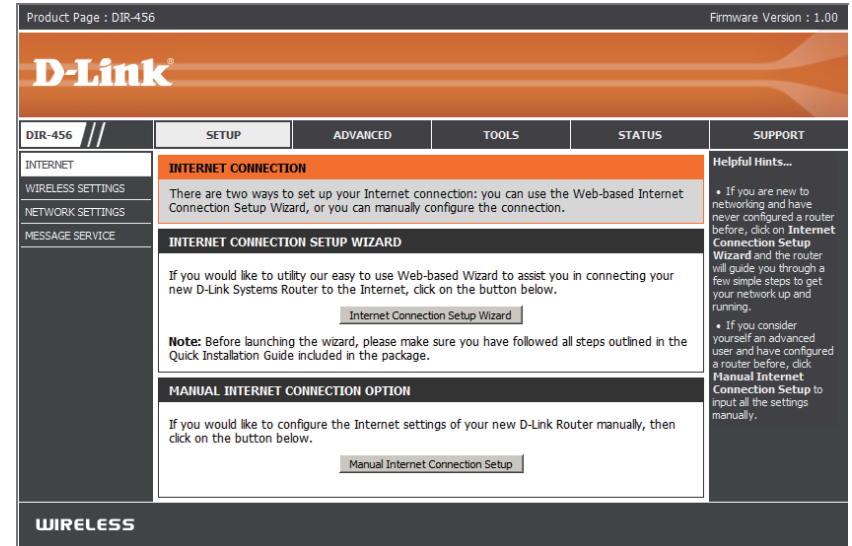 Product Page : DIR-456
Firmware Version : 1.00
D-Link®
DIR-456
SETUP
ADVANCED
TOOLS
STATUS
SUPPORT
INTERNET
WIRELESS SETTINGS
NETWORK SETTINGS
MESSAGE SERVICE
INTERNET CONNECTION
There are two ways to set up your Internet connection: you can use the Web-based Internet
Connection Setup Wizard, or you can manually configure the connection.
INTERNET CONNECTION SETUP WIZARD
If you would like to utility our easy to use Web-based Wizard to assist you in connecting your
new D-Link Systems Router to the Internet, click on the button below.
Internet Connection Setup Wizard
Note: Before launching the wizard, please make sure you have followed all steps outlined in the
Quick Installation Guide included in the package.
MANUAL INTERNET CONNECTION OPTION
If you would like to configure the Internet settings of your new D-Link Router manually, then
click on the button below.
Manual Internet Connection Setup
Helpful Hints...
• If you are new to
networking and have
never configured a router
before, click on Internet
Connection Setup
Wizard and the router
will guide you through a
few simple steps to get
your network up and
running.
• If you consider
yourself an advanced
user and have configured
a router before, click
Manual Internet
Connection Setup to
input all the settings
manually.
WIRELESS